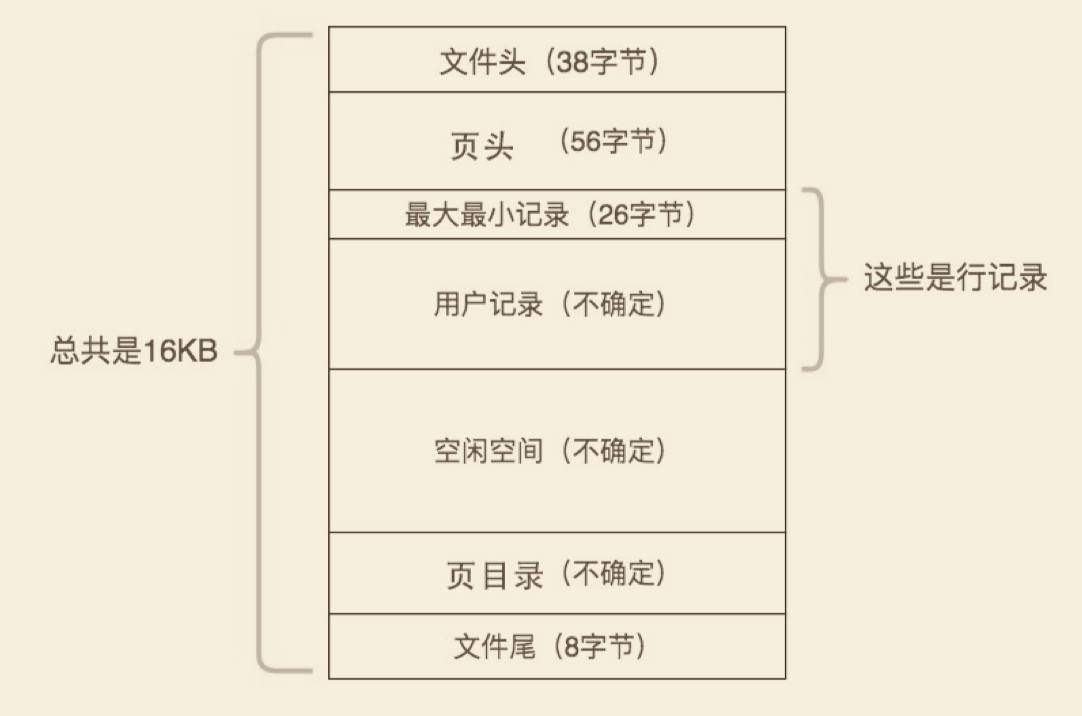 文件头（38字节）
页头 （56字节）
最大最小记录（26字节）
用户记录（不确定）
这些是行记录
总共是16KB
空闲空间（不确定）
页目录（不确定）
文件尾（8字节）